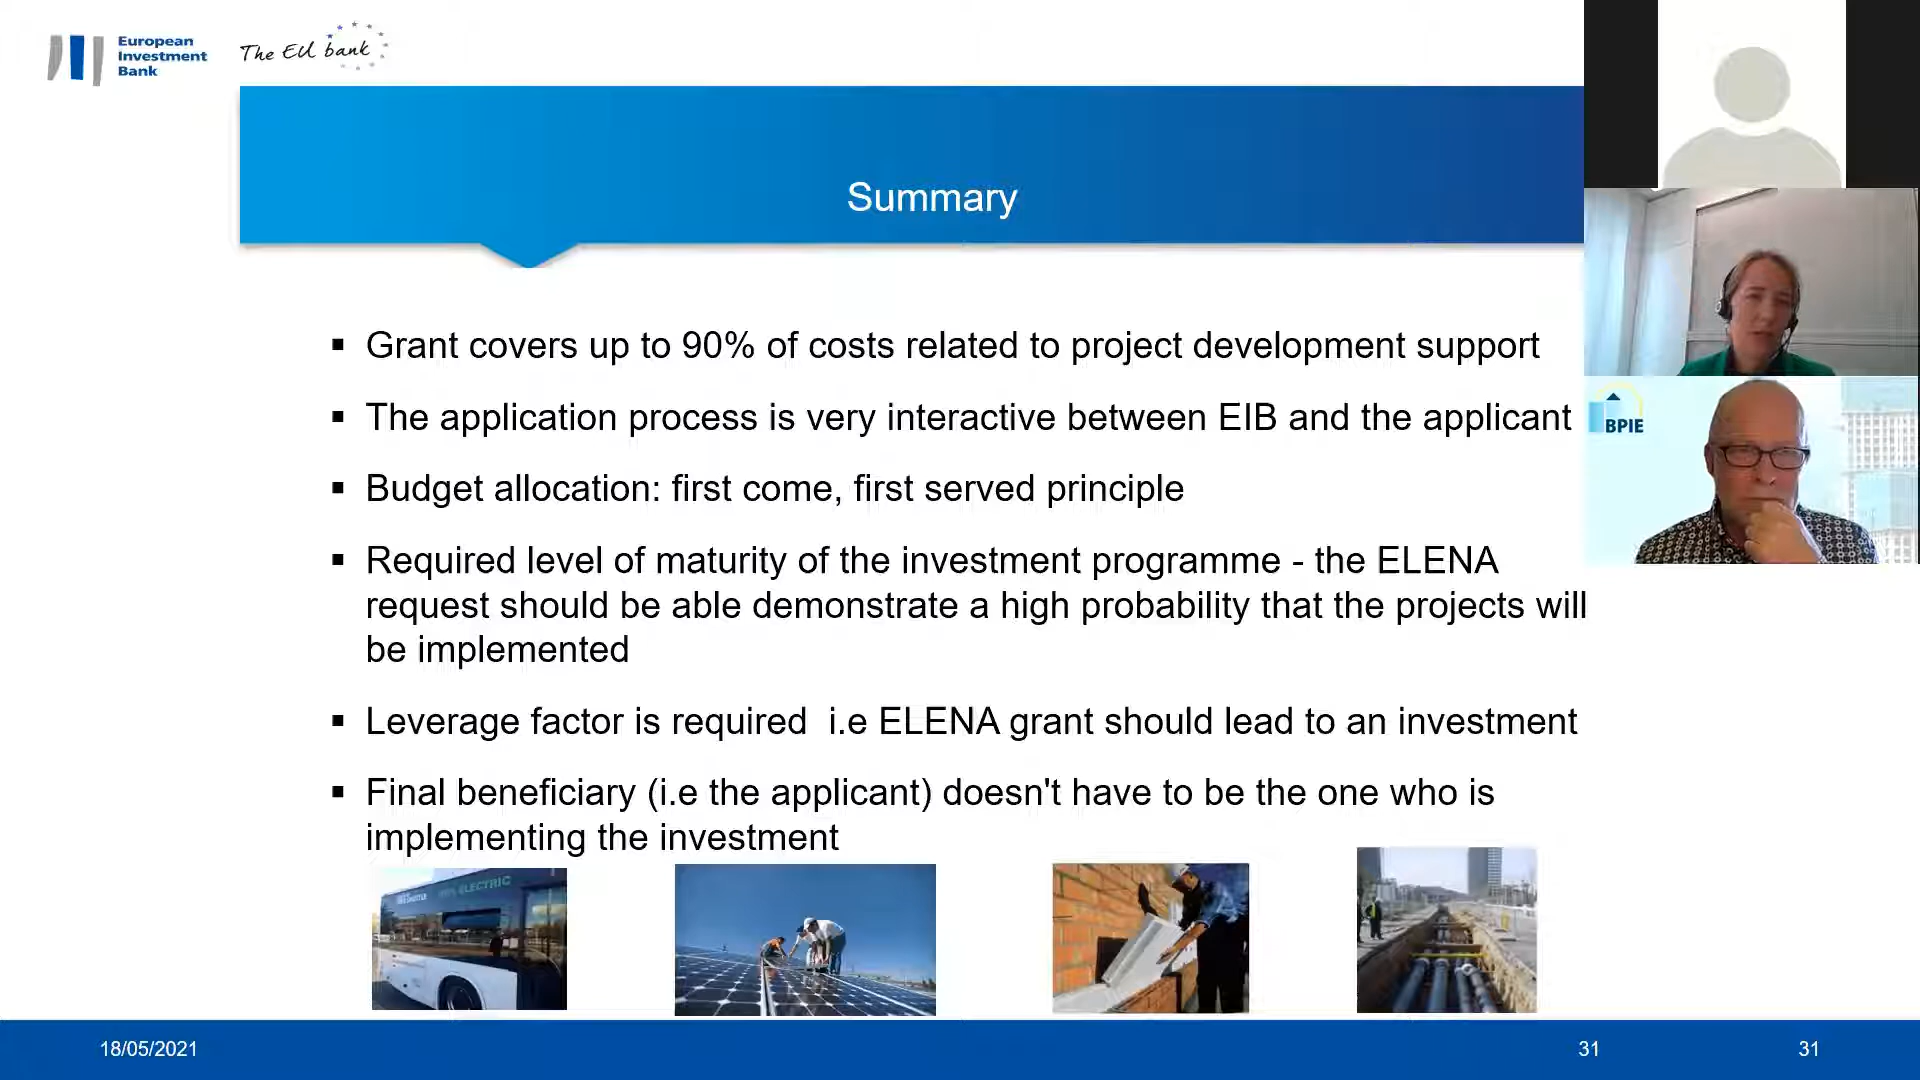 European
Investment
Bank
The EU bank
Summary
▪ Grant covers up to 90% of costs related to project development support
▪ The application process is very interactive between EIB and the applicant
▪ Budget allocation: first come, first served principle
▪ Required level of maturity of the investment programme - the ELENA
request should be able demonstrate a high probability that the projects will
be implemented
▪ Leverage factor is required  i.e ELENA grant should lead to an investment
▪ Final beneficiary (i.e the applicant) doesn't have to be the one who is
implementing the investment
BPIE
ELECTRIC
18/05/2021
31
31